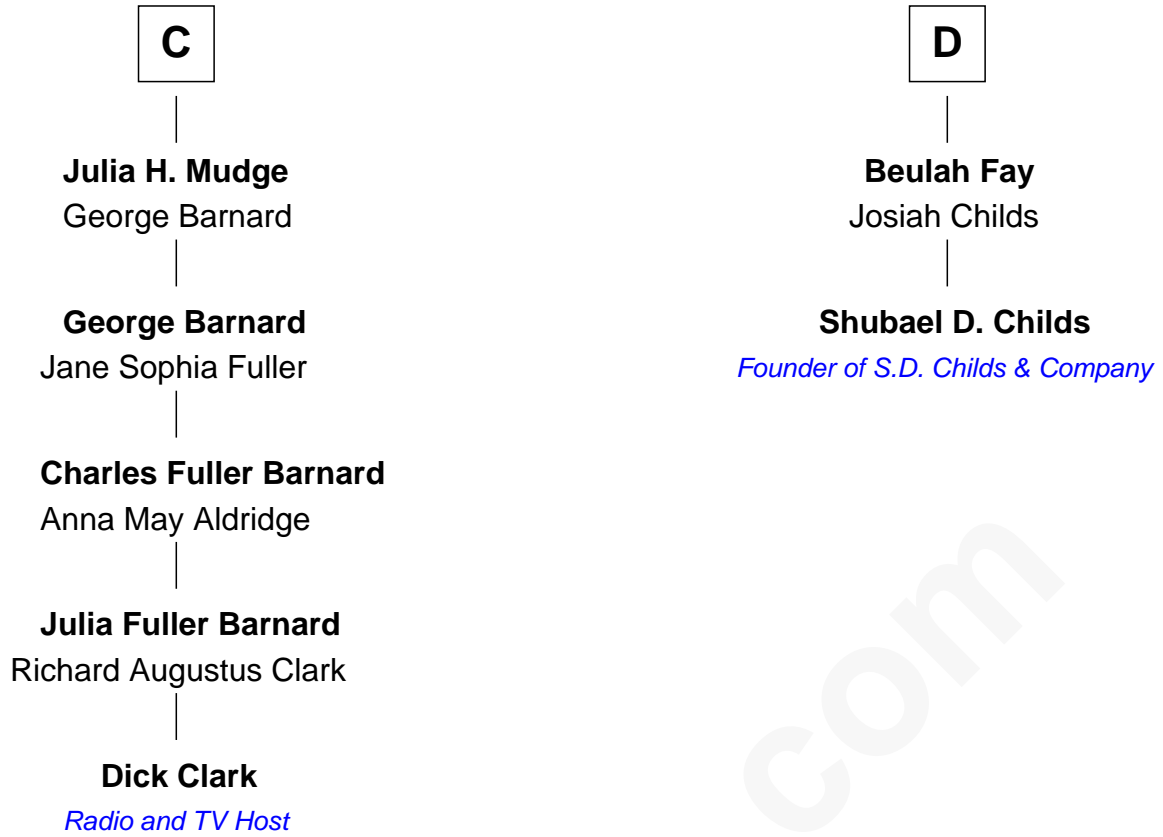 C
Julia H. Mudge
George Barnard
George Barnard
Jane Sophia Fuller
Charles Fuller Barnard
Anna May Aldridge
Julia Fuller Barnard
Richard Augustus Clark
Dick Clark
Radio and TV Host
D
Beulah Fay
Josiah Childs
Shubael D. Childs
Founder of S.D. Childs & Company
com